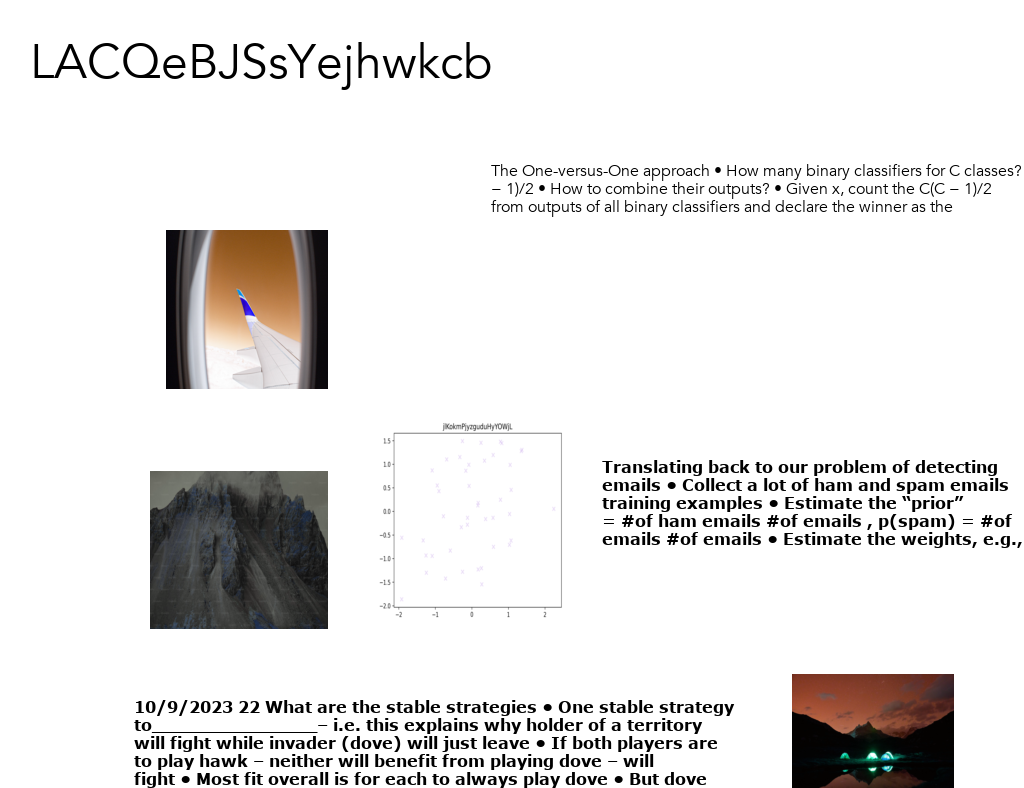 LACQeBJSsYejhwkcb
The One-versus-One approach • How many binary classifiers for C classes?
− 1)/2 • How to combine their outputs? • Given x, count the C(C − 1)/2
from outputs of all binary classifiers and declare the winner as the
jlKokmPjyzguduHyYOWjL
1.5
1.0
0.5
0.0
−0.5
−1.0
−1.5
−2.0
−2 −1 0 1 2
Translating back to our problem of detecting
emails • Collect a lot of ham and spam emails
training examples • Estimate the “prior”
= #of ham emails #of emails , p(spam) = #of
emails #of emails • Estimate the weights, e.g.,
10/9/2023 22 What are the stable strategies • One stable strategy
to____________________– i.e. this explains why holder of a territory
will fight while invader (dove) will just leave • If both players are
to play hawk – neither will benefit from playing dove – will
fight • Most fit overall is for each to always play dove • But dove